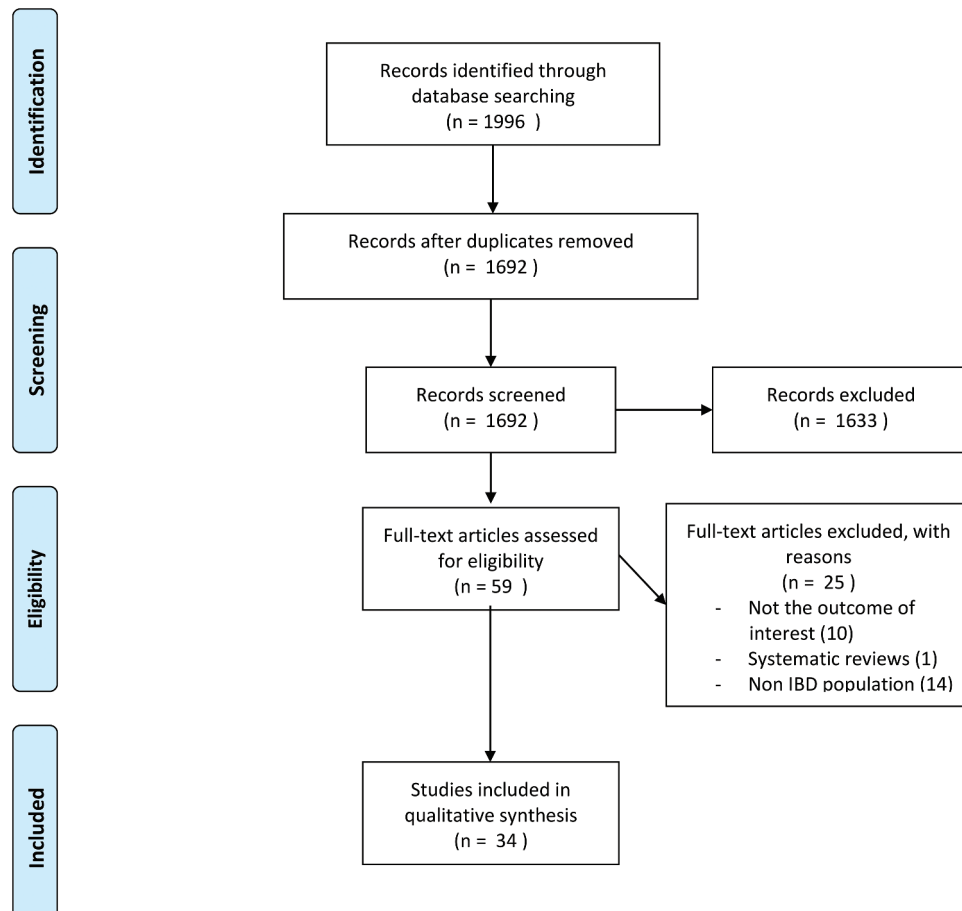 Identification
Records identified through
database searching
(n = 1996  )
Records after duplicates removed
(n =  1692 )
Screening
Records screened
(n =  1692 )
Records excluded
(n =  1633 )
Eligibility
Full-text articles assessed
for eligibility
(n = 59  )
Full-text articles excluded, with
reasons
(n =  25 )
- Not the outcome of
interest (10)
- Systematic reviews (1)
- Non IBD population (14)
Included
Studies included in
qualitative synthesis
(n =  34 )